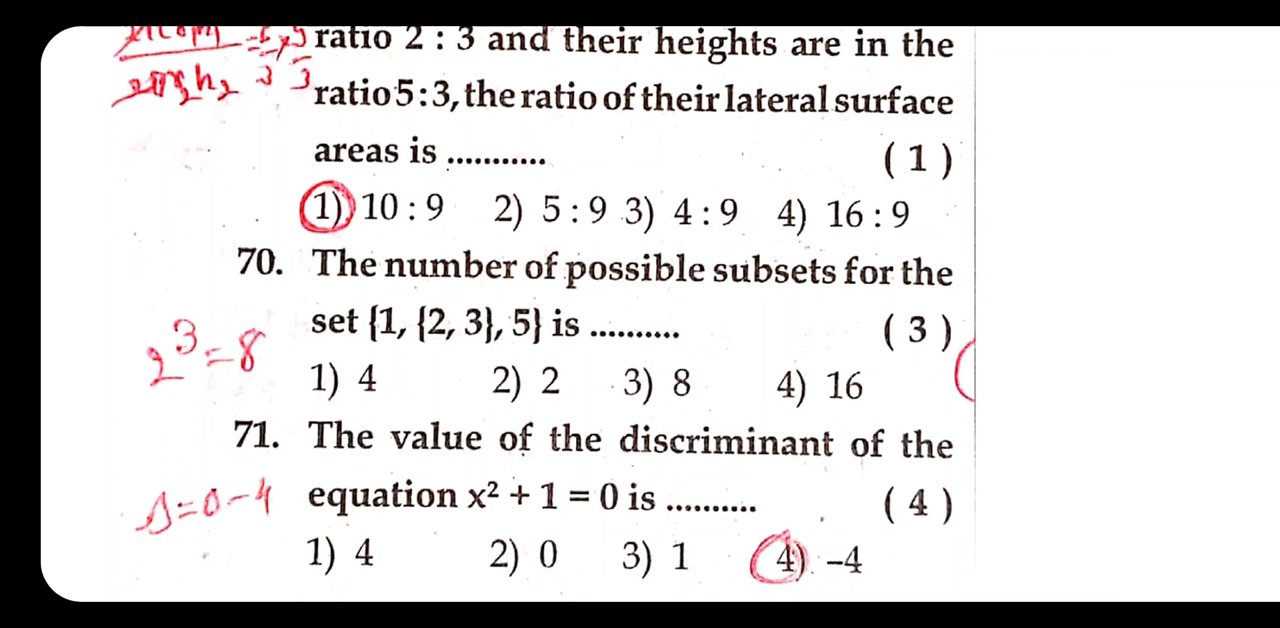 ratio 2 : 3 and their heights are in the
ratio 5 : 3, the ratio of their lateral surface
areas is ........... ( 1 )
1) 10 : 9 2) 5 : 9 3) 4 : 9 4) 16 : 9
70. The number of possible subsets for the
set {1, {2, 3}, 5} is .......... ( 3 )
2³=8
1) 4 2) 2 3) 8 4) 16
71. The value of the discriminant of the
Δ=0-4 equation x² + 1 = 0 is .......... ( 4 )
1) 4 2) 0 3) 1 4) –4